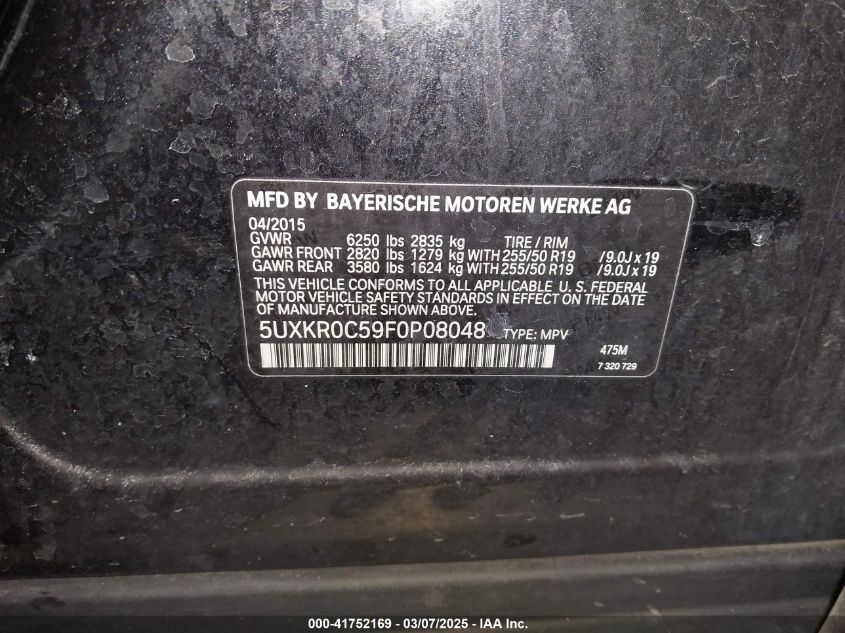 MFD BY BAYERISCHE MOTOREN WERKE AG
04/2015
GVWR 6250 lbs 2835 kg TIRE / RIM
GAWR FRONT 2820 lbs 1279 kg WITH 255/50 R19 /9.0J x 19
GAWR REAR 3580 lbs 1624 kg WITH 255/50 R19 /9.0J x 19
THIS VEHICLE CONFORMS TO ALL APPLICABLE U. S. FEDERAL
MOTOR VEHICLE SAFETY STANDARDS IN EFFECT ON THE DATE
OF MANUFACTURE SHOWN ABOVE.
5UXKR0C59F0P08048 TYPE: MPV
475M
7 320 729
000-41752169 | 03/07/2025 | IAA Inc.